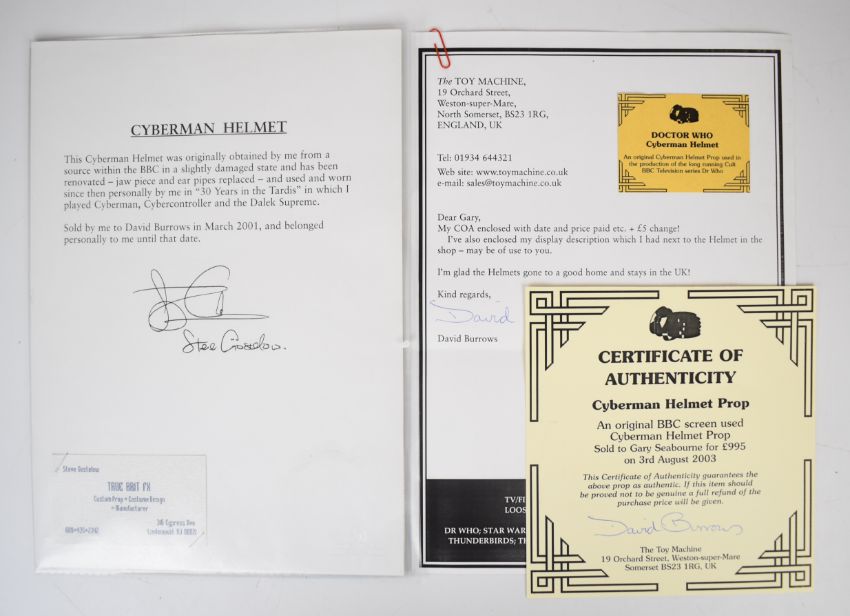 CYBERMAN HELMET
This Cyberman Helmet was originally obtained by me from a
source within the BBC in a slightly damaged state and has been
renovated – jaw piece and ear pipes replaced – and used and worn
since then personally by me in "30 Years in the Tardis" in which I
played Cyberman, Cybercontroller and the Dalek Supreme.
Sold by me to David Burrows in March 2001, and belonged
personally to me until that date.
Steve
TRUC BRIT FX
Custom Prop + Costume Design
+ Manufacturer
The TOY MACHINE,
19 Orchard Street,
Weston-super-Mare,
North Somerset, BS23 1RG,
ENGLAND, UK
Tel: 01934 644321
Web site: www.toymachine.co.uk
e-mail: sales@toymachine.co.uk
DOCTOR WHO
Cyberman Helmet
An original Cyberman Helmet Prop used in
the production of the long running Cult
BBC Television series Dr Who
Dear Gary,
My COA enclosed with date and price paid etc. + £5 change!
I've also enclosed my display description which I had next to the Helmet in the
shop – may be of use to you.
I'm glad the Helmets gone to a good home and stays in the UK!
Kind regards,
David
David Burrows
TV/FI
LOOS
DR WHO; STAR WAR
THUNDERBIRDS; T
CERTIFICATE OF
AUTHENTICITY
Cyberman Helmet Prop
An original BBC screen used
Cyberman Helmet Prop
Sold to Gary Seabourne for £995
on 3rd August 2003
This Certificate of Authenticity guarantees the
above prop as authentic. If this item should
be proved not to be genuine a full refund of the
purchase price will be given.
David Burrows
The Toy Machine
19 Orchard Street, Weston-super-Mare
Somerset BS23 1RG, UK